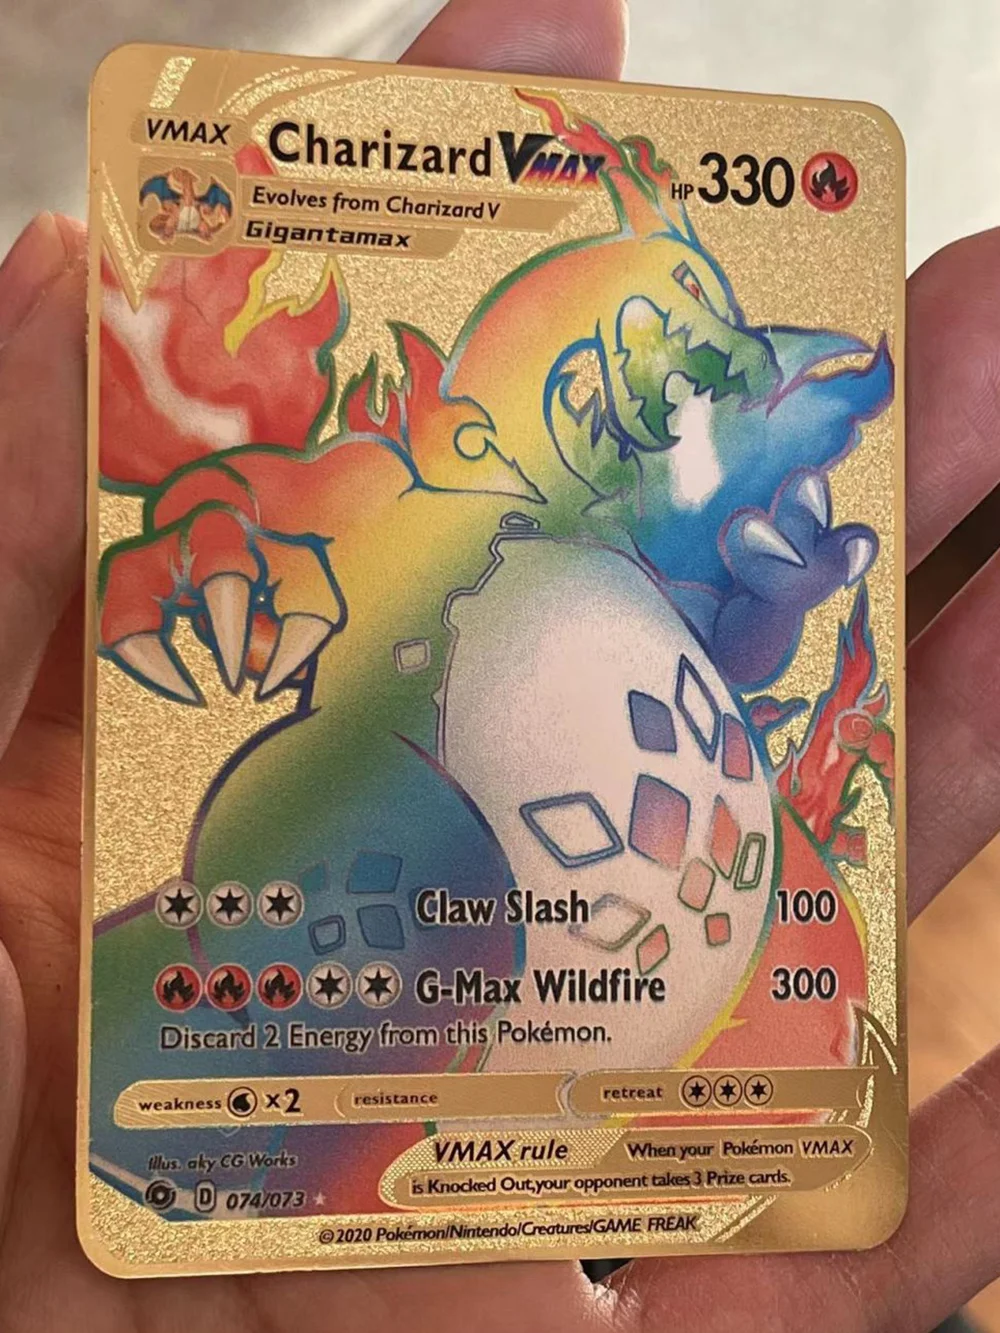 VMAX
Charizard VMAX
HP 330
Evolves from Charizard V
Gigantamax
Claw Slash 100
G-Max Wildfire 300
Discard 2 Energy from this Pokémon.
weakness x2 resistance retreat
VMAX rule When your Pokémon VMAX
is Knocked Out,your opponent takes 3 Prize cards.
Illus. aky CG Works
D 074/073
©2020 Pokémon/Nintendo/Creatures/GAME FREAK